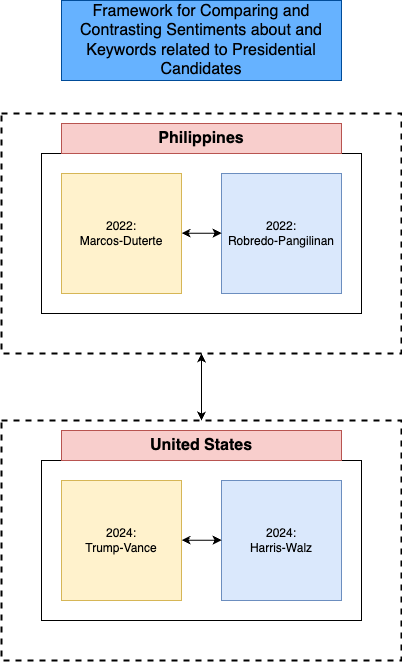 Framework for Comparing and
Contrasting Sentiments about and
Keywords related to Presidential
Candidates
Philippines
2022:
Marcos-Duterte
2022:
Robredo-Pangilinan
United States
2024:
Trump-Vance
2024:
Harris-Walz